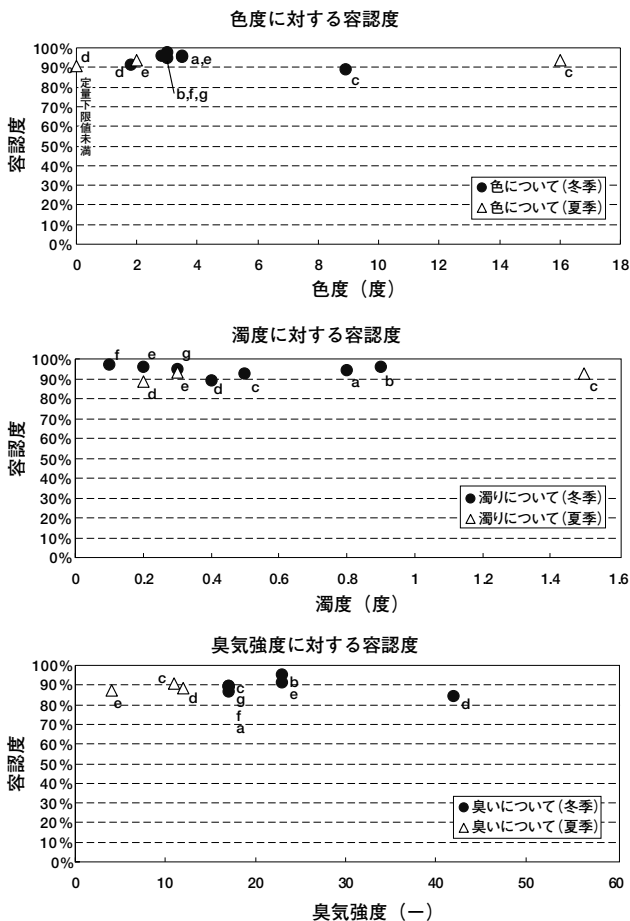 色度に対する容認度
100%
90%
80%
70%
60%
50%
40%
30%
20%
10%
0%
容認度
d
定量下限値未満
d
e
a,e
b,f,g
c
c
●色について(冬季)
△色について(夏季)
0 2 4 6 8 10 12 14 16 18
色度（度）
濁度に対する容認度
100%
90%
80%
70%
60%
50%
40%
30%
20%
10%
0%
容認度
f
e
g
d
e
d
c
a
b
c
●濁りについて(冬季)
△濁りについて(夏季)
0 0.2 0.4 0.6 0.8 1 1.2 1.4 1.6
濁度（度）
臭気強度に対する容認度
100%
90%
80%
70%
60%
50%
40%
30%
20%
10%
0%
容認度
e
c
d
c
g
f
a
b
e
d
●臭いについて(冬季)
△臭いについて(夏季)
0 10 20 30 40 50 60
臭気強度（ー）